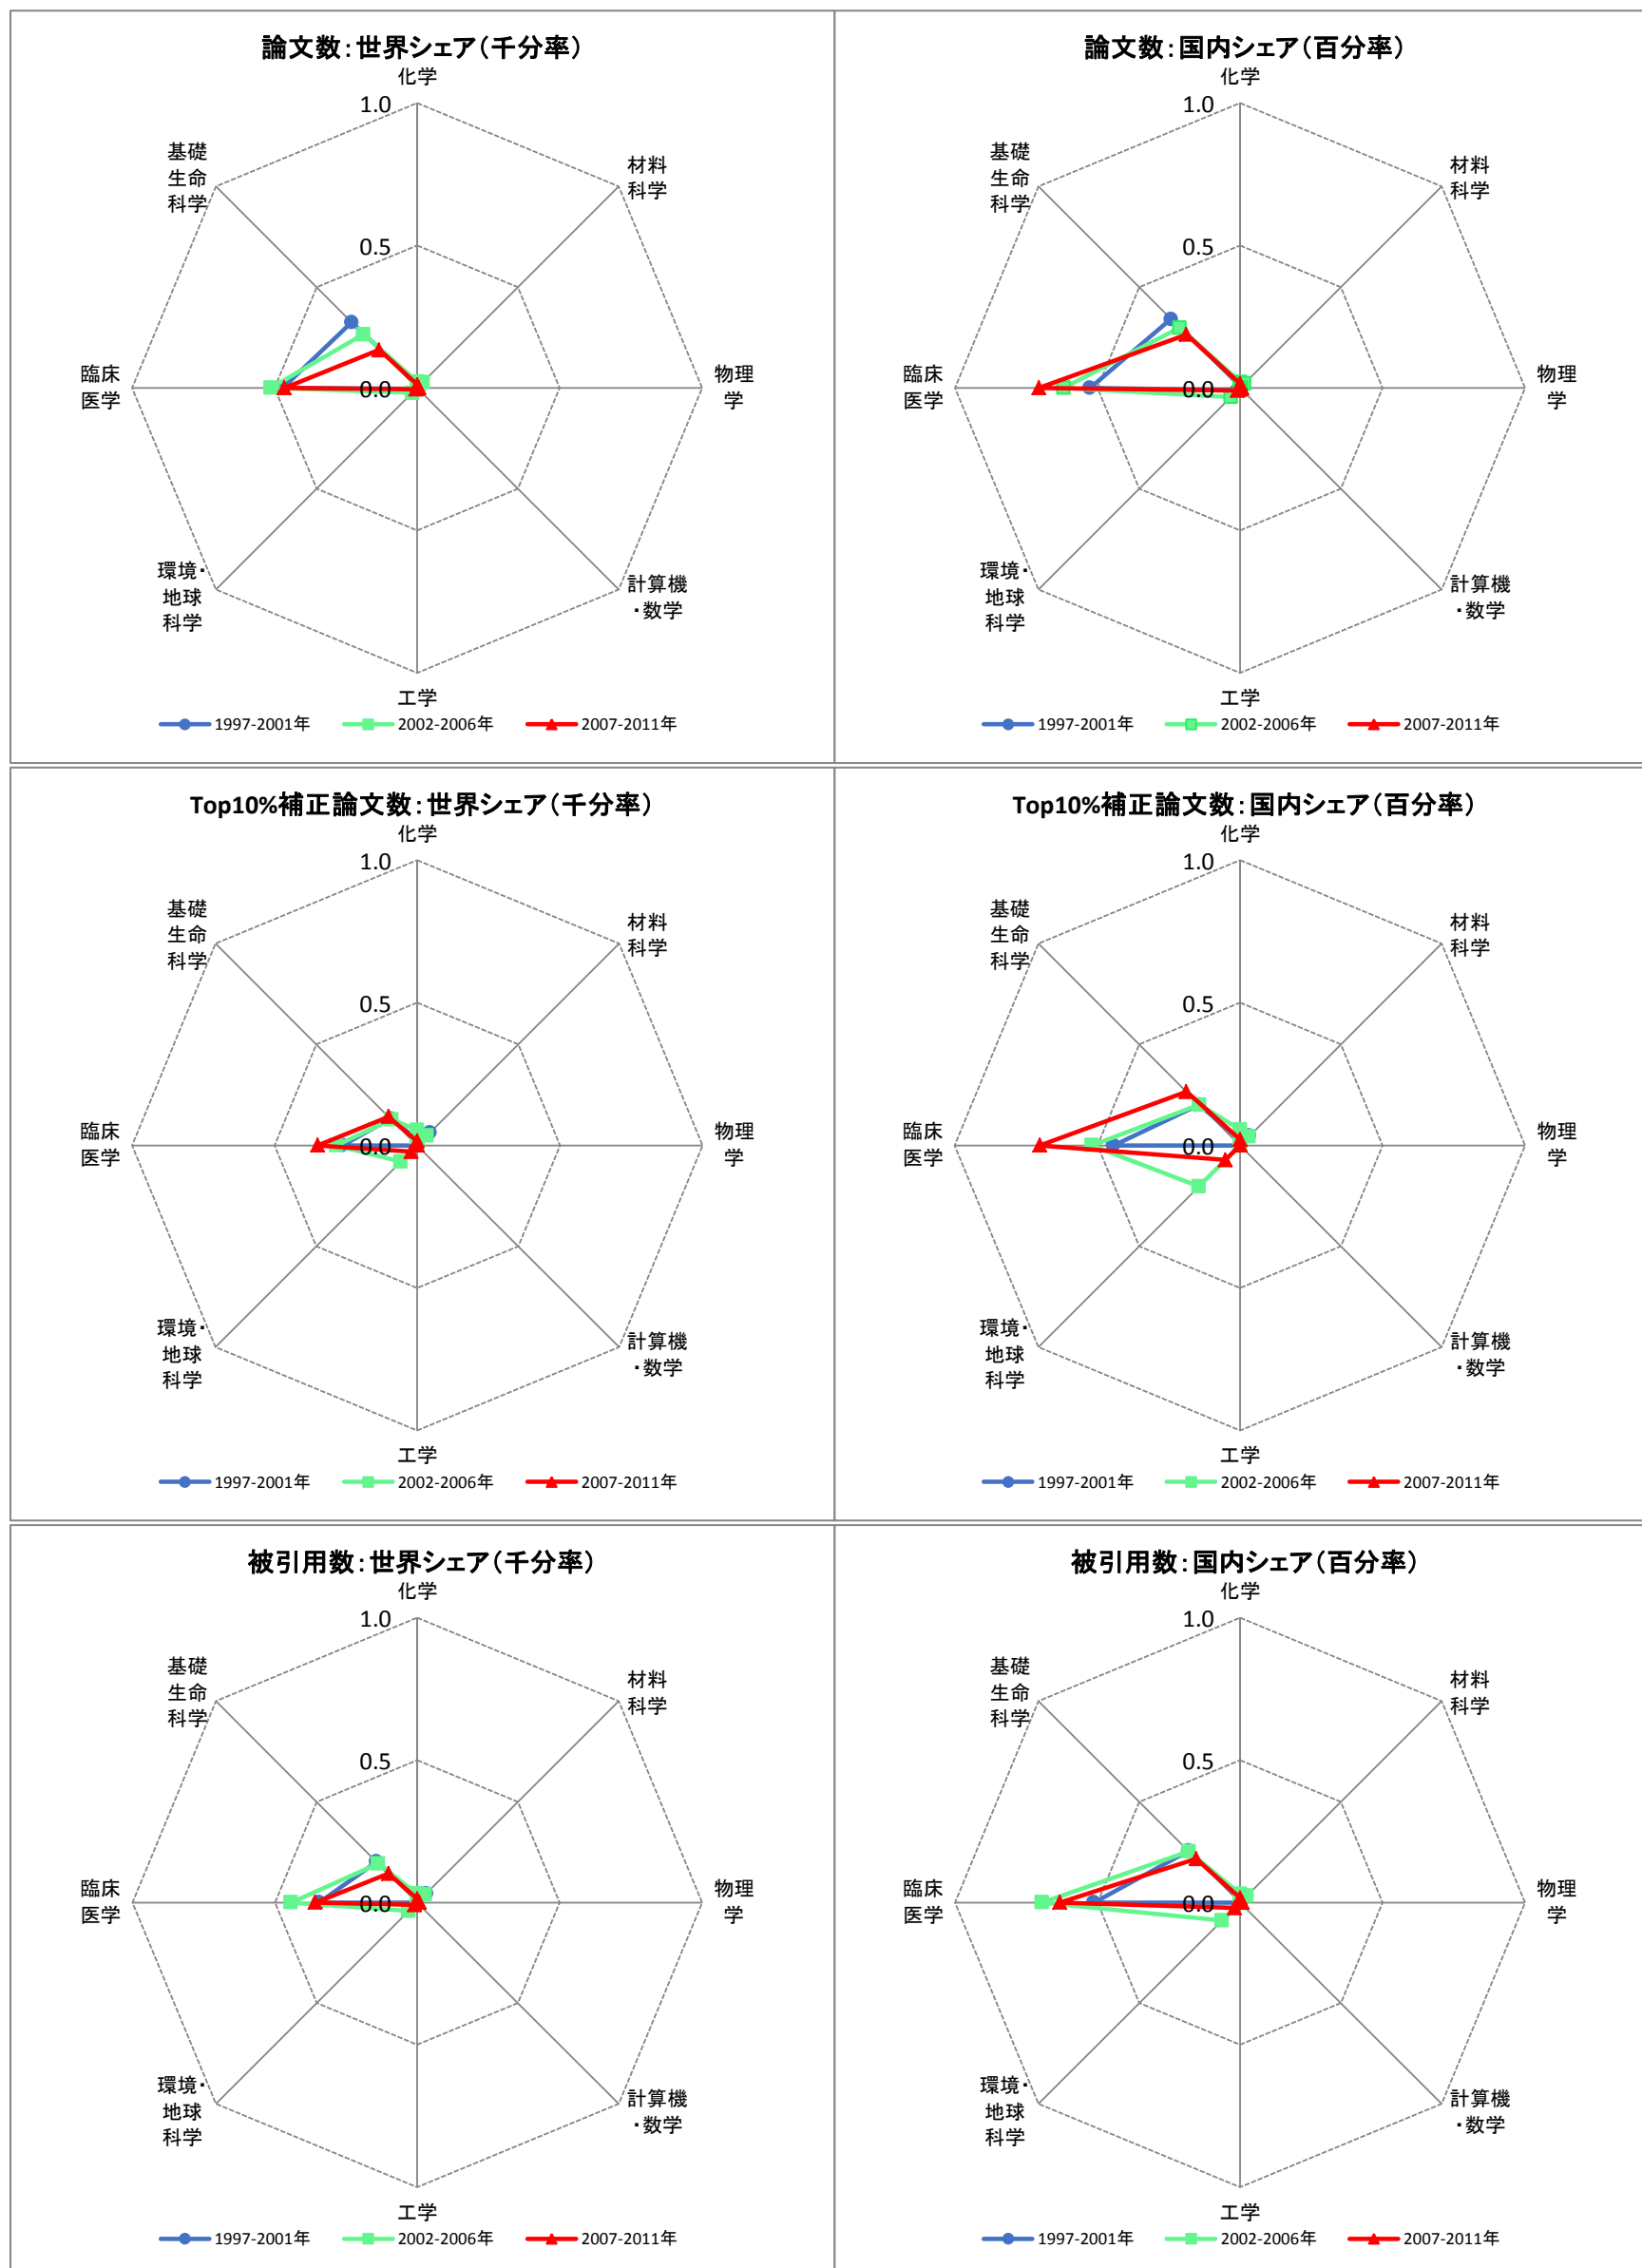 論文数：世界シェア（千分率）
化学
1.0
基礎
生命
科学
材料
科学
0.5
臨床
医学
0.0
物理
学
環境・
地球
科学
計算機
・数学
工学
1997-2001年 2002-2006年 2007-2011年
論文数：国内シェア（百分率）
化学
1.0
基礎
生命
科学
材料
科学
0.5
臨床
医学
0.0
物理
学
環境・
地球
科学
計算機
・数学
工学
1997-2001年 2002-2006年 2007-2011年
Top10%補正論文数：世界シェア（千分率）
化学
1.0
基礎
生命
科学
材料
科学
0.5
臨床
医学
0.0
物理
学
環境・
地球
科学
計算機
・数学
工学
1997-2001年 2002-2006年 2007-2011年
Top10%補正論文数：国内シェア（百分率）
化学
1.0
基礎
生命
科学
材料
科学
0.5
臨床
医学
0.0
物理
学
環境・
地球
科学
計算機
・数学
工学
1997-2001年 2002-2006年 2007-2011年
被引用数：世界シェア（千分率）
化学
1.0
基礎
生命
科学
材料
科学
0.5
臨床
医学
0.0
物理
学
環境・
地球
科学
計算機
・数学
工学
1997-2001年 2002-2006年 2007-2011年
被引用数：国内シェア（百分率）
化学
1.0
基礎
生命
科学
材料
科学
0.5
臨床
医学
0.0
物理
学
環境・
地球
科学
計算機
・数学
工学
1997-2001年 2002-2006年 2007-2011年